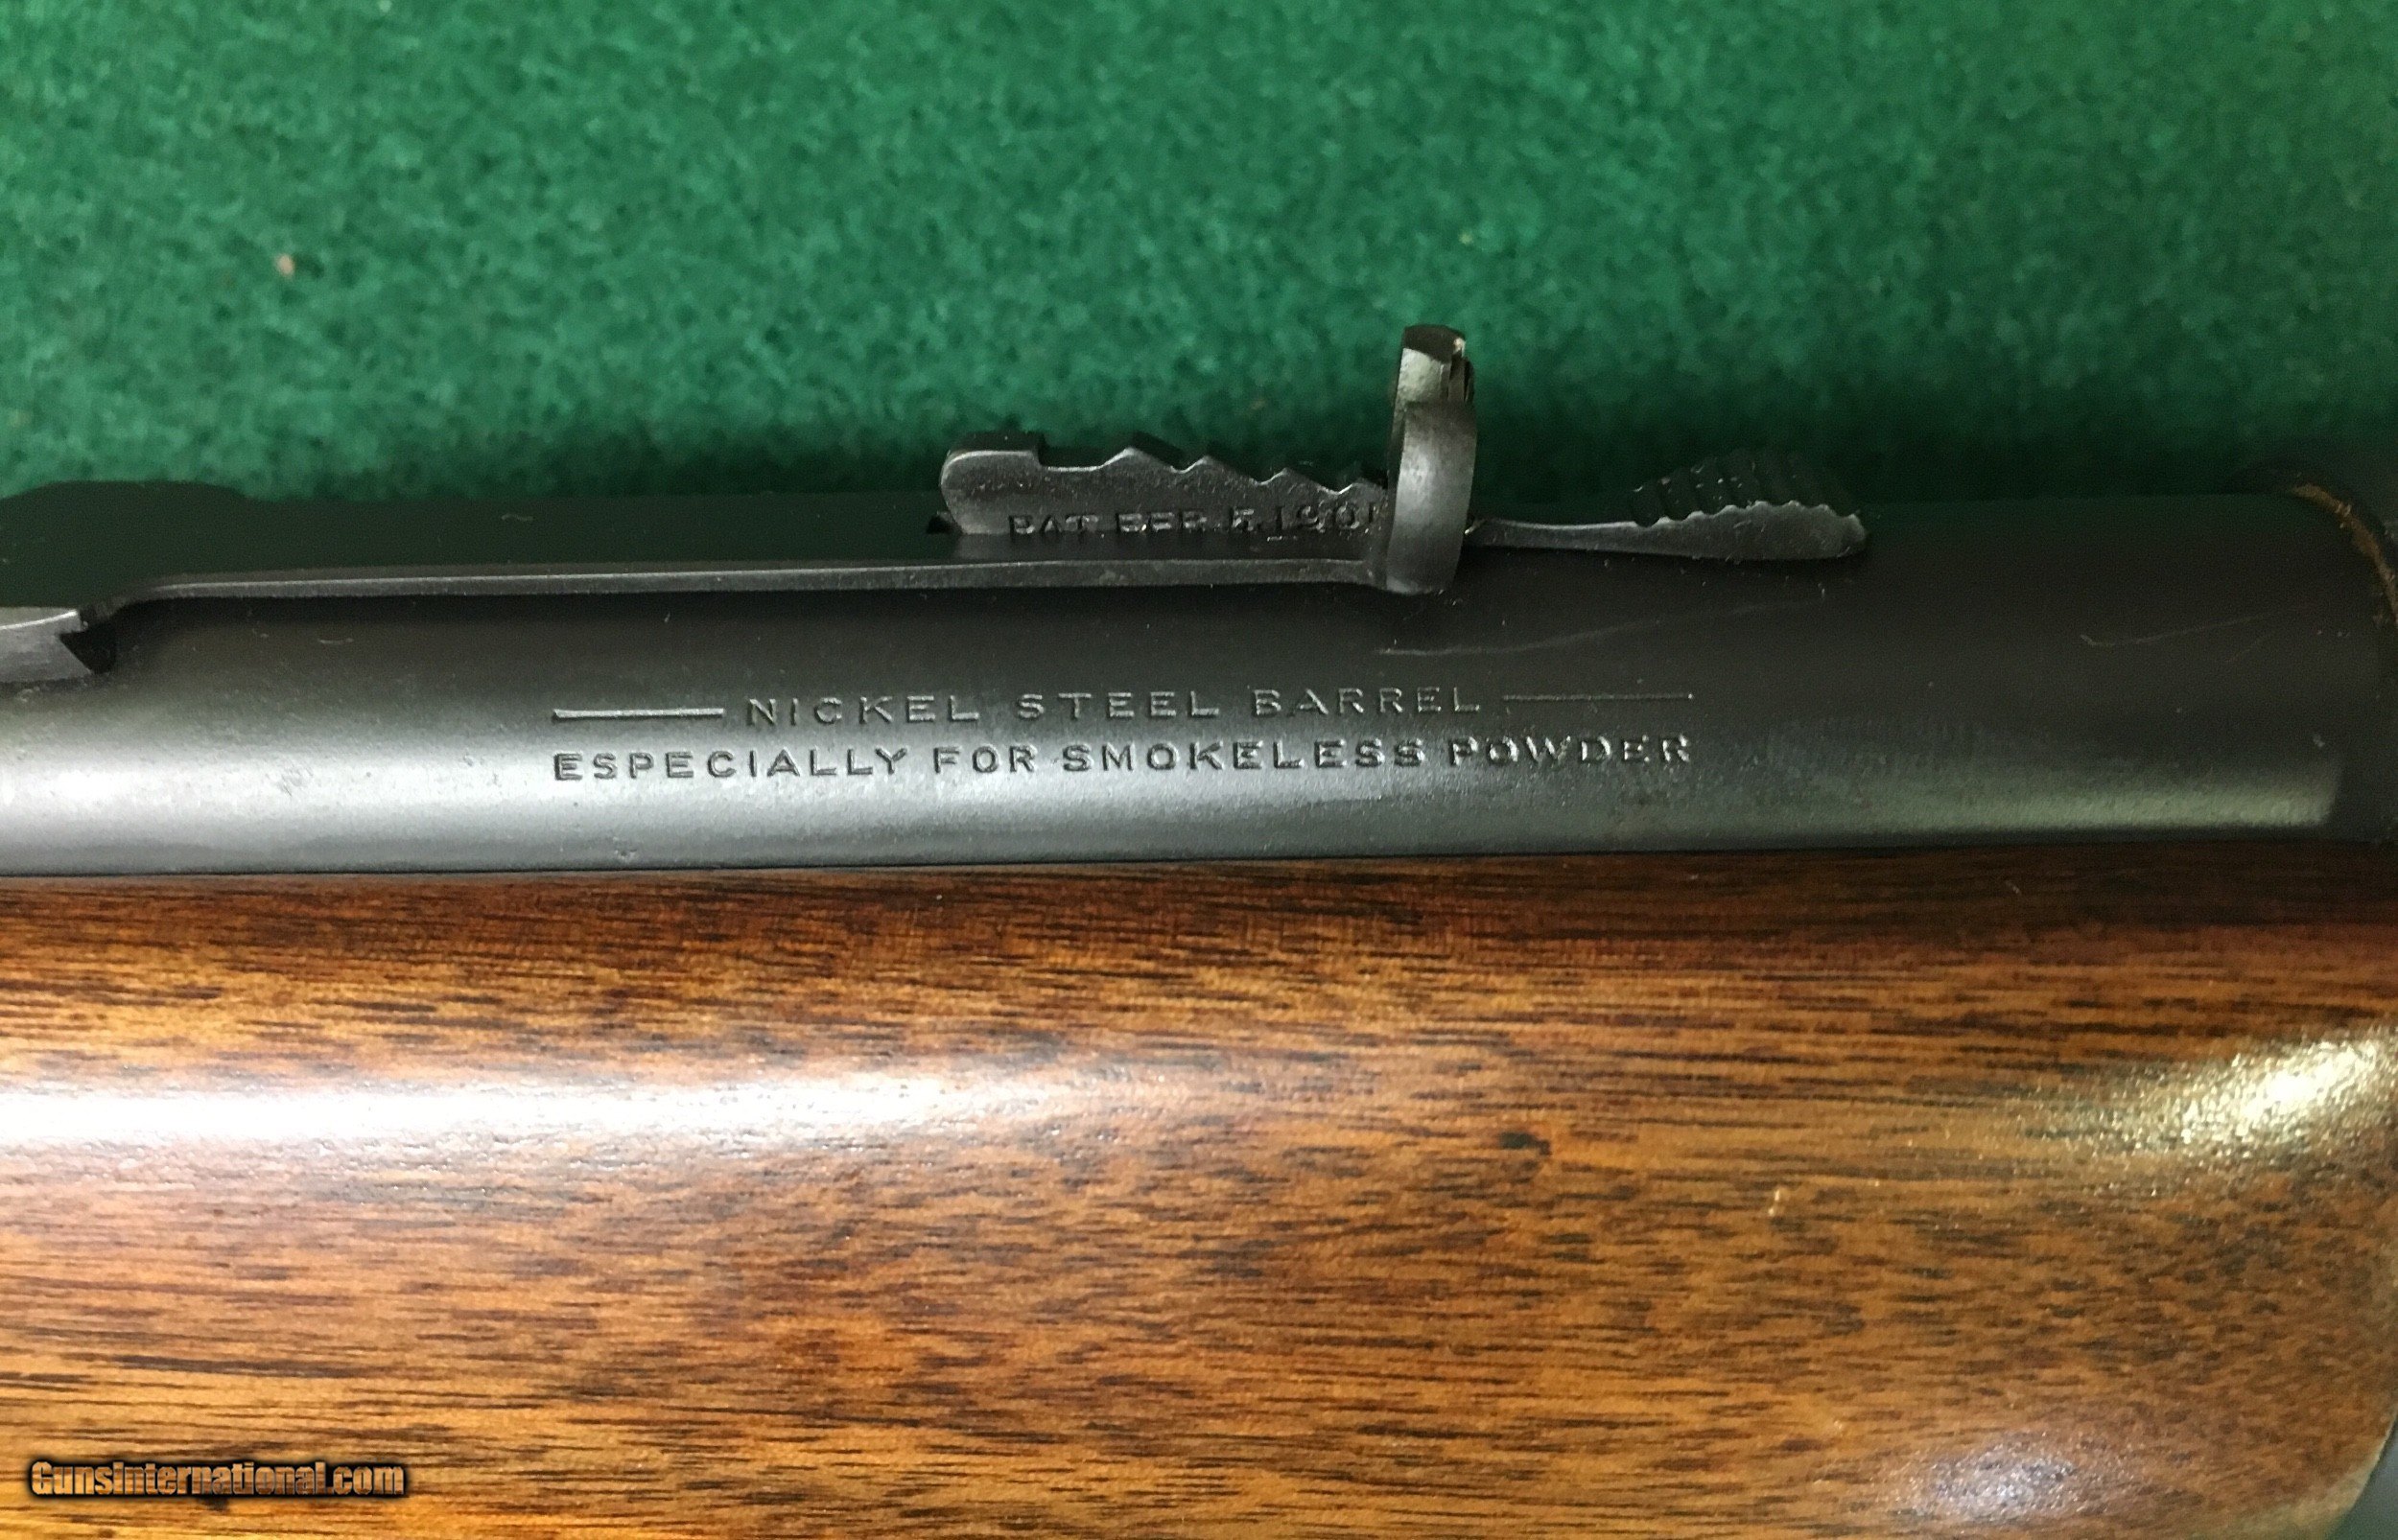 PAT. FEB. 5. 1901
NICKEL STEEL BARREL
ESPECIALLY FOR SMOKELESS POWDER
GunsInternational.com